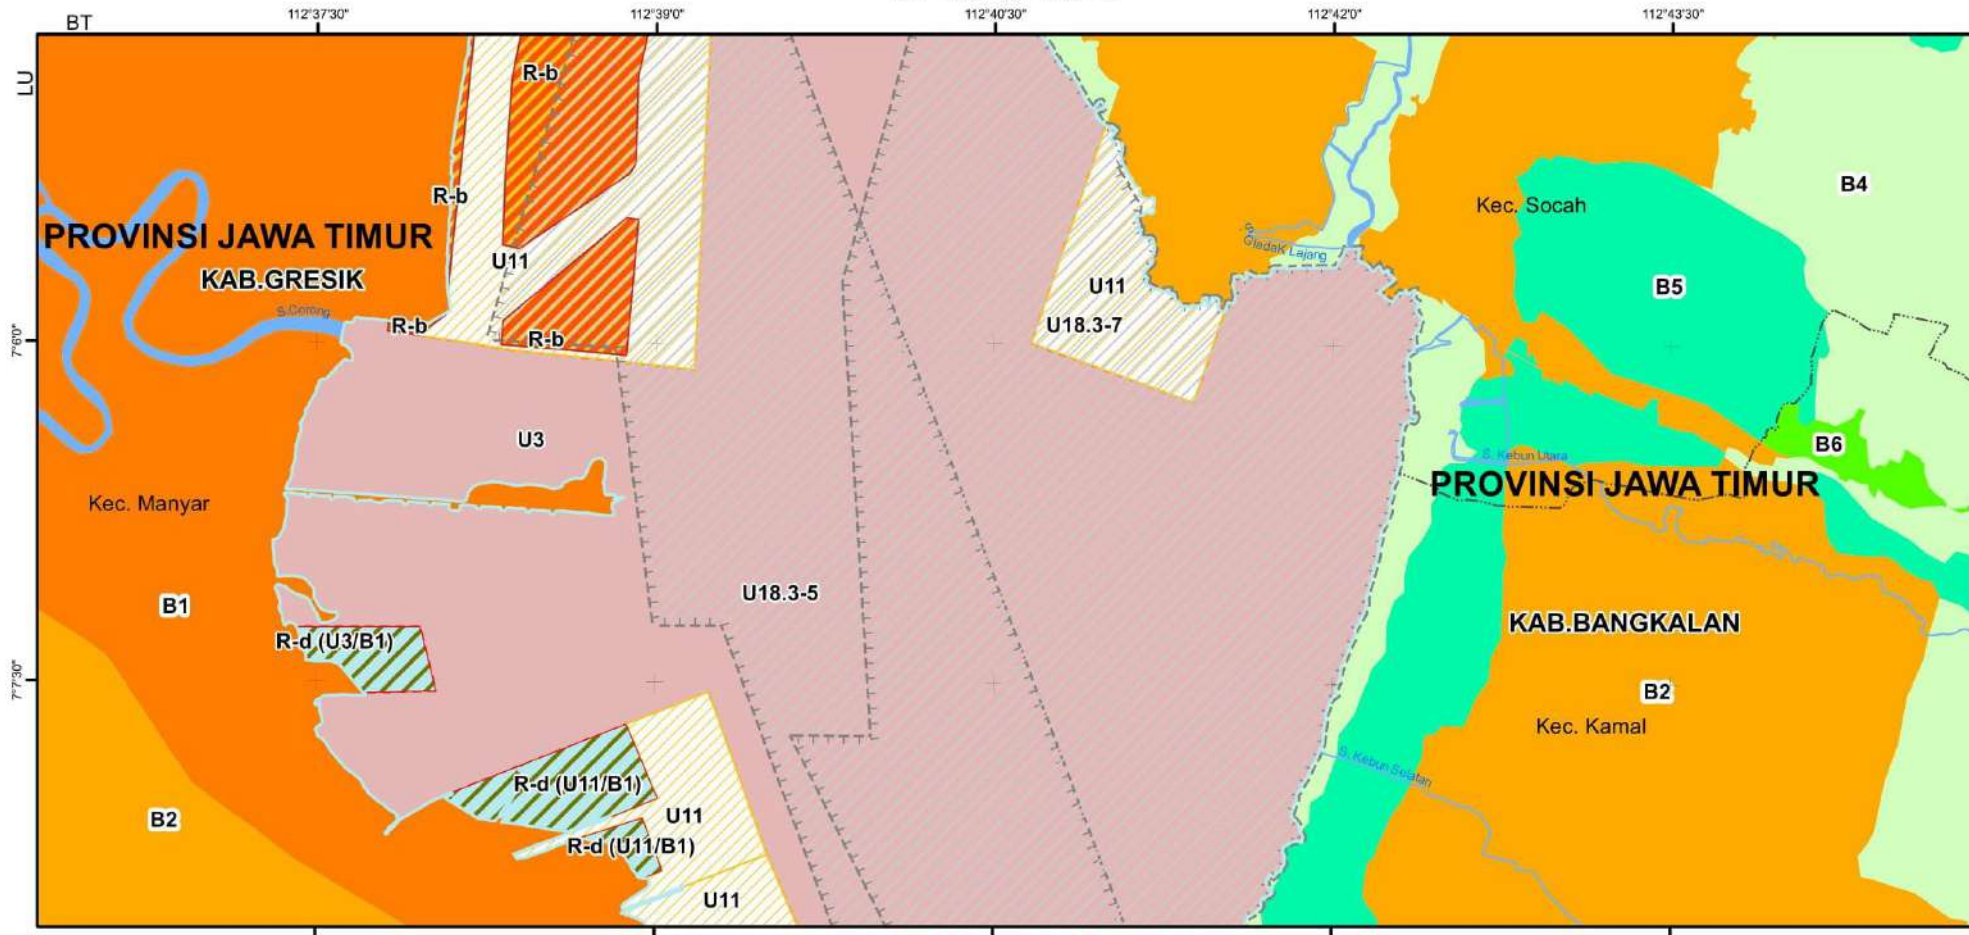 BT
112°37'30"
112°39'0"
112°40'30"
112°42'0"
112°43'30"
LU
R-b
R-b
PROVINSI JAWA TIMUR
KAB.GRESIK
S.Corong
R-b
U11
R-b
7°6'0"
U11
U18.3-7
Gladak Lajang
Kec. Socah
B4
B5
B6
U3
S. Kebun Utara
PROVINSI JAWA TIMUR
Kec. Manyar
B1
U18.3-5
KAB.BANGKALAN
R-d (U3/B1)
7°7'30"
B2
Kec. Kamal
S. Kebun Selatan
R-d (U11/B1)
B2
U11
R-d (U11/B1)
U11